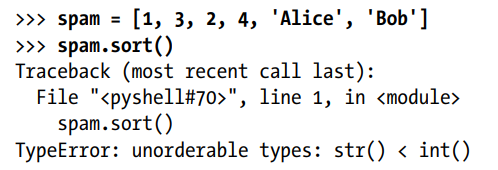 >>> spam = [1, 3, 2, 4, 'Alice', 'Bob']
>>> spam.sort()
Traceback (most recent call last):
  File "<pyshell#70>", line 1, in <module>
    spam.sort()
TypeError: unorderable types: str() < int()